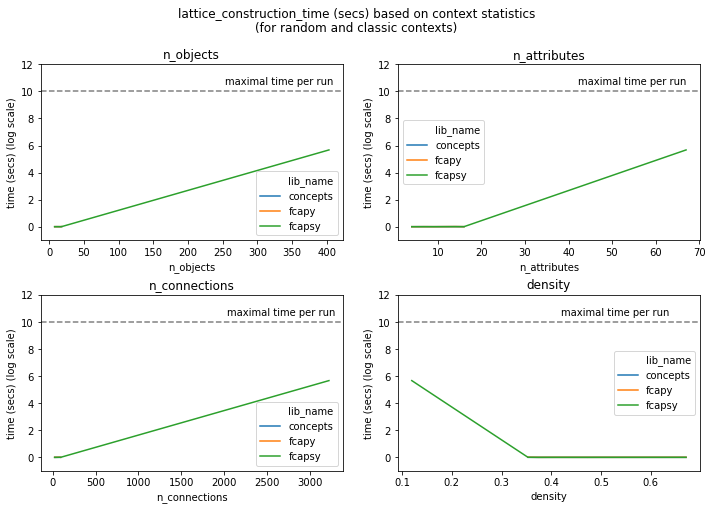 lattice_construction_time (secs) based on context statistics
(for random and classic contexts)
n_objects
time (secs) (log scale)
12
10
8
6
4
2
0
maximal time per run
lib_name
concepts
fcapy
fcapsy
0 50 100 150 200 250 300 350 400
n_objects
n_attributes
time (secs) (log scale)
12
10
8
6
4
2
0
maximal time per run
lib_name
concepts
fcapy
fcapsy
10 20 30 40 50 60 70
n_attributes
n_connections
time (secs) (log scale)
12
10
8
6
4
2
0
maximal time per run
lib_name
concepts
fcapy
fcapsy
0 500 1000 1500 2000 2500 3000
n_connections
density
time (secs) (log scale)
12
10
8
6
4
2
0
maximal time per run
lib_name
concepts
fcapy
fcapsy
0.1 0.2 0.3 0.4 0.5 0.6
density